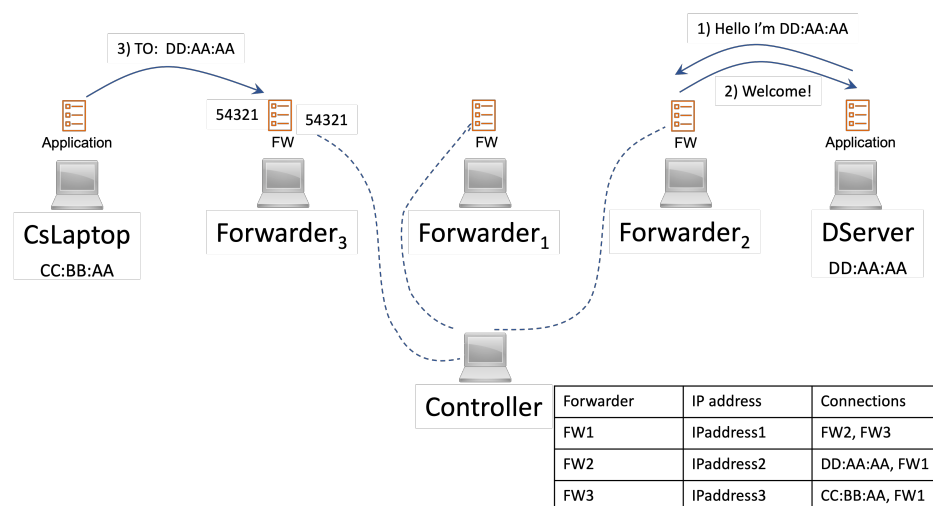 1) Hello I'm DD:AA:AA
3) TO: DD:AA:AA
2) Welcome!
54321
54321
Application
FW
FW
FW
Application
CsLaptop
CC:BB:AA
Forwarder₃
Forwarder₁
Forwarder₂
DServer
DD:AA:AA
Controller
Forwarder IP address Connections
FW1 IPaddress1 FW2, FW3
FW2 IPaddress2 DD:AA:AA, FW1
FW3 IPaddress3 CC:BB:AA, FW1